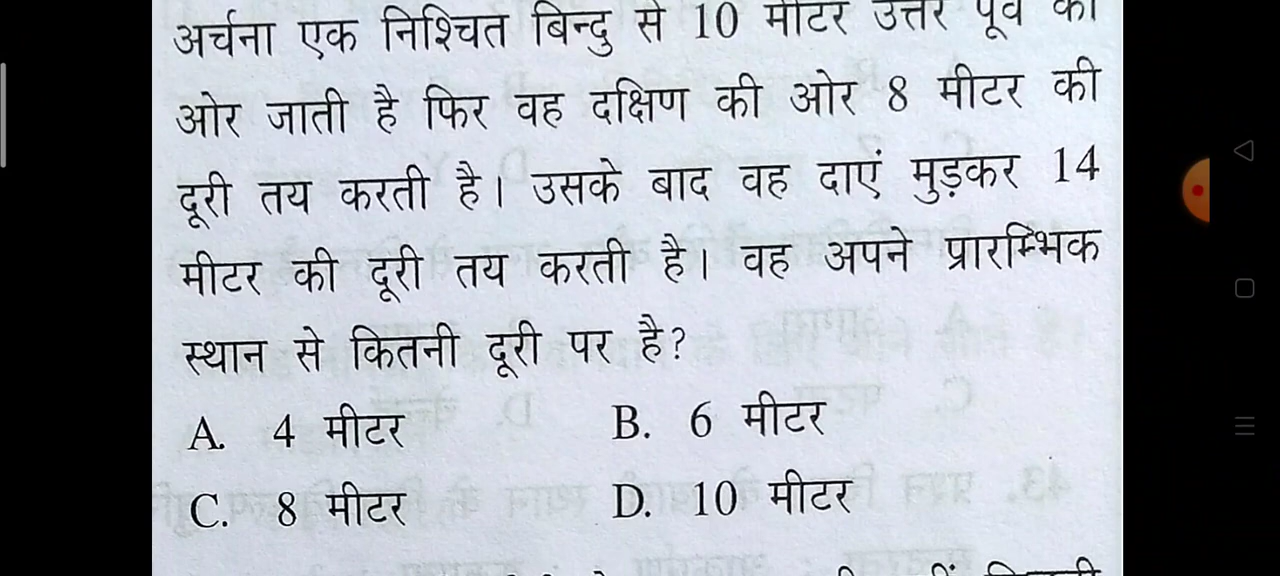 अर्चना एक निश्चित बिन्दु से 10 मीटर उत्तर पूर्व की
ओर जाती है फिर वह दक्षिण की ओर 8 मीटर की
दूरी तय करती है। उसके बाद वह दाएं मुड़कर 14
मीटर की दूरी तय करती है। वह अपने प्रारम्भिक
स्थान से कितनी दूरी पर है?
A. 4 मीटर B. 6 मीटर
C. 8 मीटर D. 10 मीटर